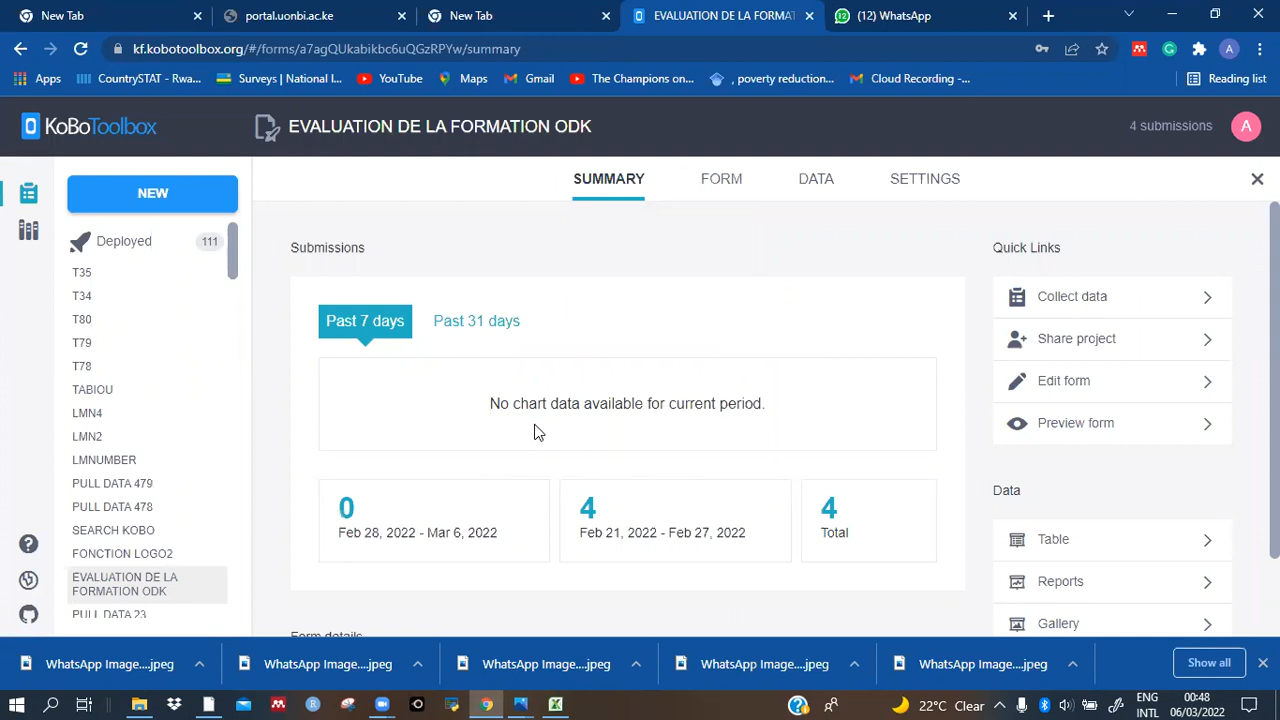 New Tab
portal.uonbi.ac.ke
New Tab
EVALUATION DE LA FORMA
(12) WhatsApp
kf.kobotoolbox.org/#/forms/a7agQUkabikbc6uQGzRPYw/summary
Apps
CountrySTAT - Rwa...
Surveys | National I...
YouTube
Maps
Gmail
The Champions on...
, poverty reduction...
Cloud Recording -...
Reading list
KoBoToolbox
EVALUATION DE LA FORMATION ODK
4 submissions
A
NEW
SUMMARY
FORM
DATA
SETTINGS
Deployed
111
T35
T34
T80
T79
T78
TABIOU
LMN4
LMN2
LMNUMBER
PULL DATA 479
PULL DATA 478
SEARCH KOBO
FONCTION LOGO2
EVALUATION DE LA
FORMATION ODK
PULL DATA 23
Submissions
Past 7 days
Past 31 days
No chart data available for current period.
0
Feb 28, 2022 - Mar 6, 2022
4
Feb 21, 2022 - Feb 27, 2022
4
Total
Form details
Quick Links
Collect data
Share project
Edit form
Preview form
Data
Table
Reports
Gallery
WhatsApp Image....jpeg
WhatsApp Image....jpeg
WhatsApp Image....jpeg
WhatsApp Image....jpeg
WhatsApp Image....jpeg
Show all
22°C Clear
ENG
INTL
00:48
06/03/2022